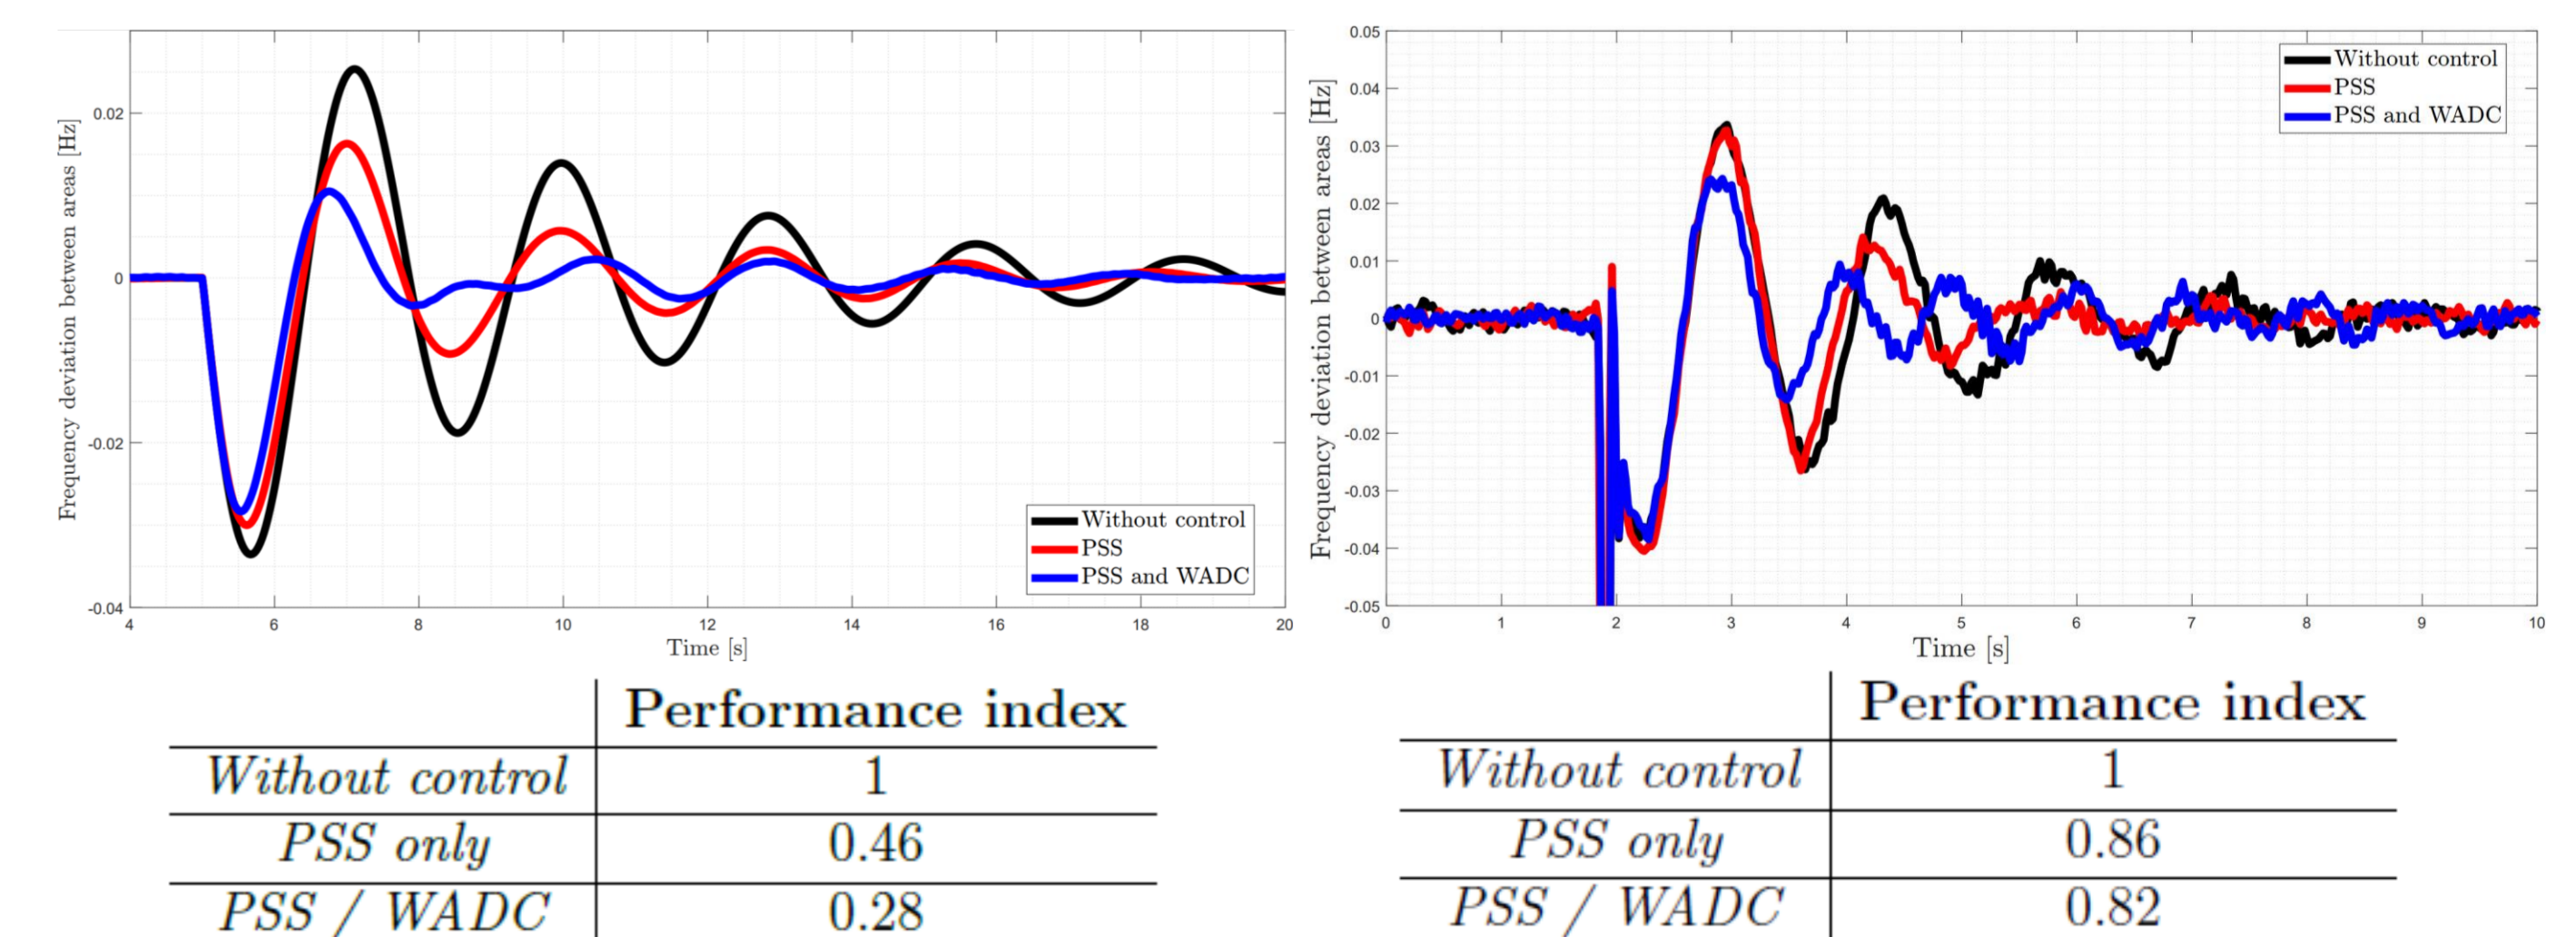 Frequency deviation between areas [Hz]
0.02
0
-0.02
-0.04
4 6 8 10 12 14 16 18 20
Time [s]
Without control
PSS
PSS and WADC
Frequency deviation between areas [Hz]
0.05
0.04
0.03
0.02
0.01
0
-0.01
-0.02
-0.03
-0.04
-0.05
0 1 2 3 4 5 6 7 8 9 10
Time [s]
Without control
PSS
PSS and WADC
Performance index
Without control 1
PSS only 0.46
PSS / WADC 0.28
Performance index
Without control 1
PSS only 0.86
PSS / WADC 0.82